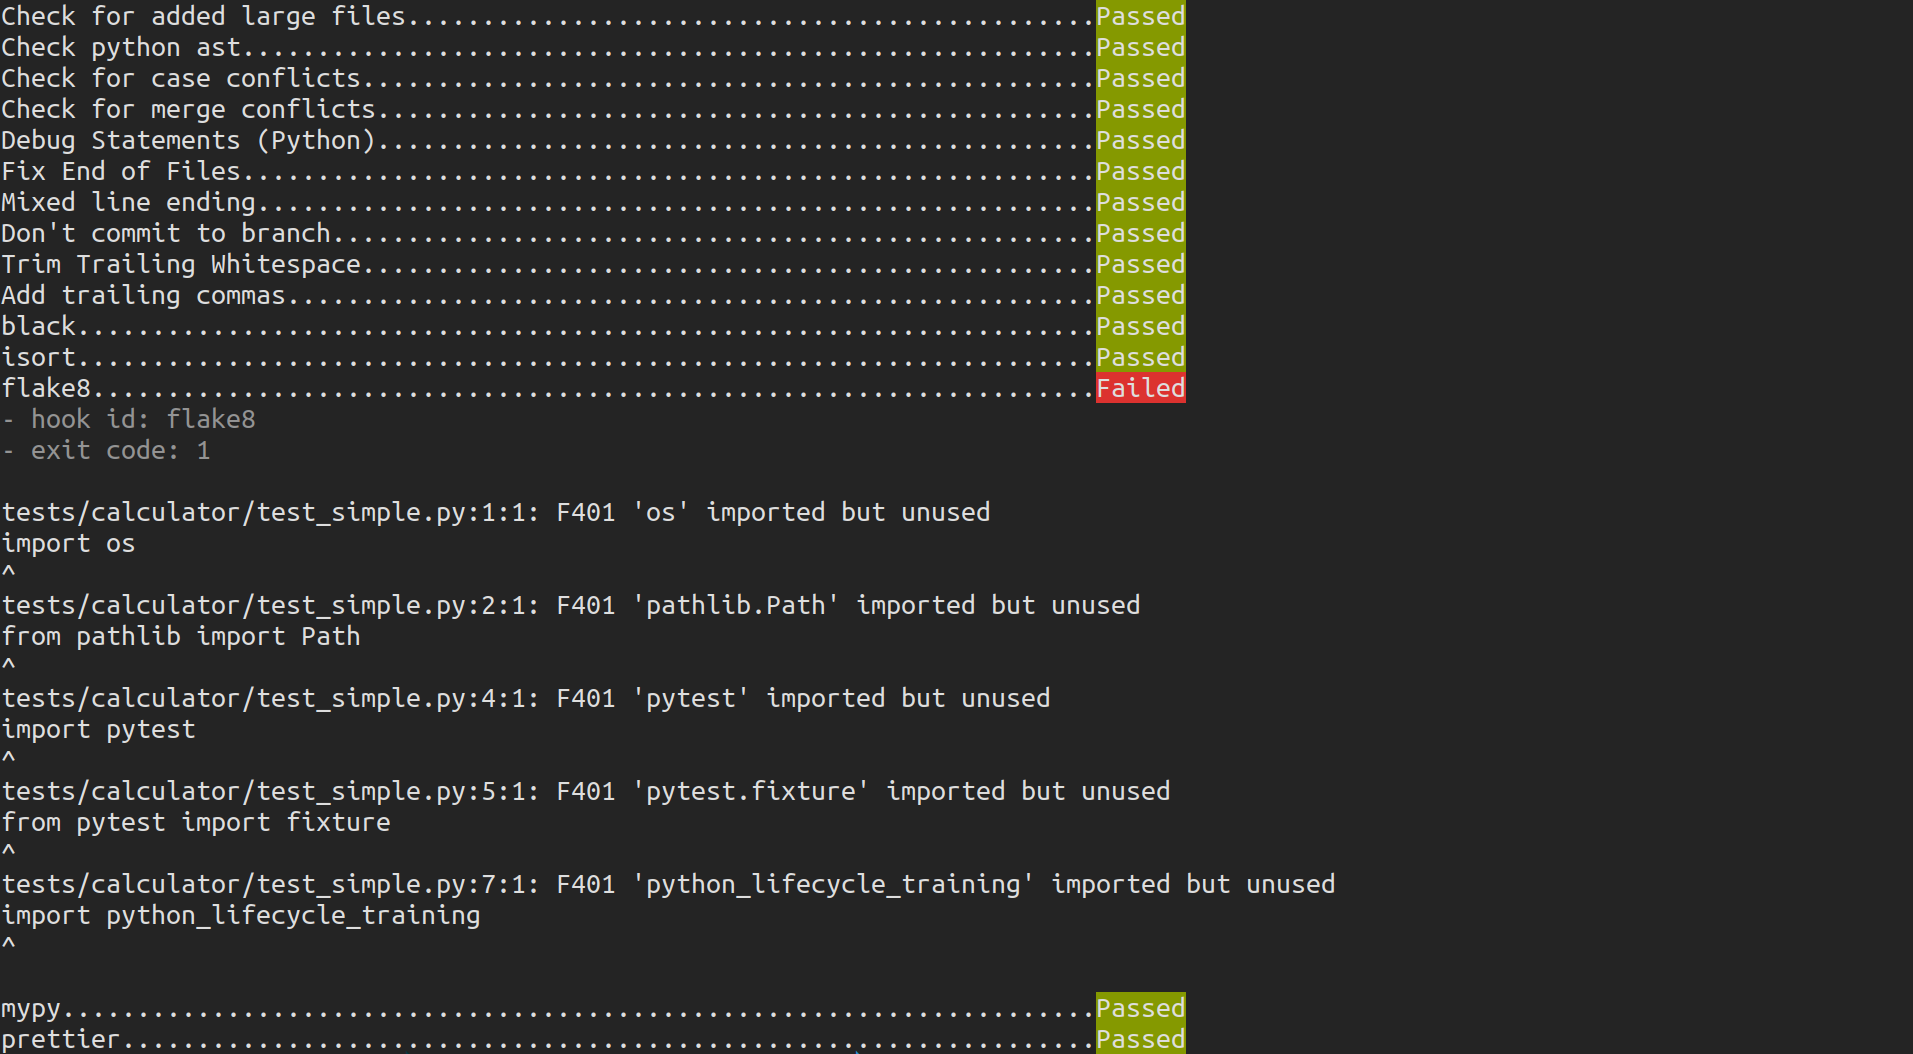 Check for added large files..............................................Passed
Check python ast.........................................................Passed
Check for case conflicts.................................................Passed
Check for merge conflicts................................................Passed
Debug Statements (Python)................................................Passed
Fix End of Files.........................................................Passed
Mixed line ending........................................................Passed
Don't commit to branch...................................................Passed
Trim Trailing Whitespace.................................................Passed
Add trailing commas......................................................Passed
black....................................................................Passed
isort....................................................................Passed
flake8...................................................................Failed
- hook id: flake8
- exit code: 1
tests/calculator/test_simple.py:1:1: F401 'os' imported but unused
import os
^
tests/calculator/test_simple.py:2:1: F401 'pathlib.Path' imported but unused
from pathlib import Path
^
tests/calculator/test_simple.py:4:1: F401 'pytest' imported but unused
import pytest
^
tests/calculator/test_simple.py:5:1: F401 'pytest.fixture' imported but unused
from pytest import fixture
^
tests/calculator/test_simple.py:7:1: F401 'python_lifecycle_training' imported but unused
import python_lifecycle_training
^
mypy.....................................................................Passed
prettier.................................................................Passed